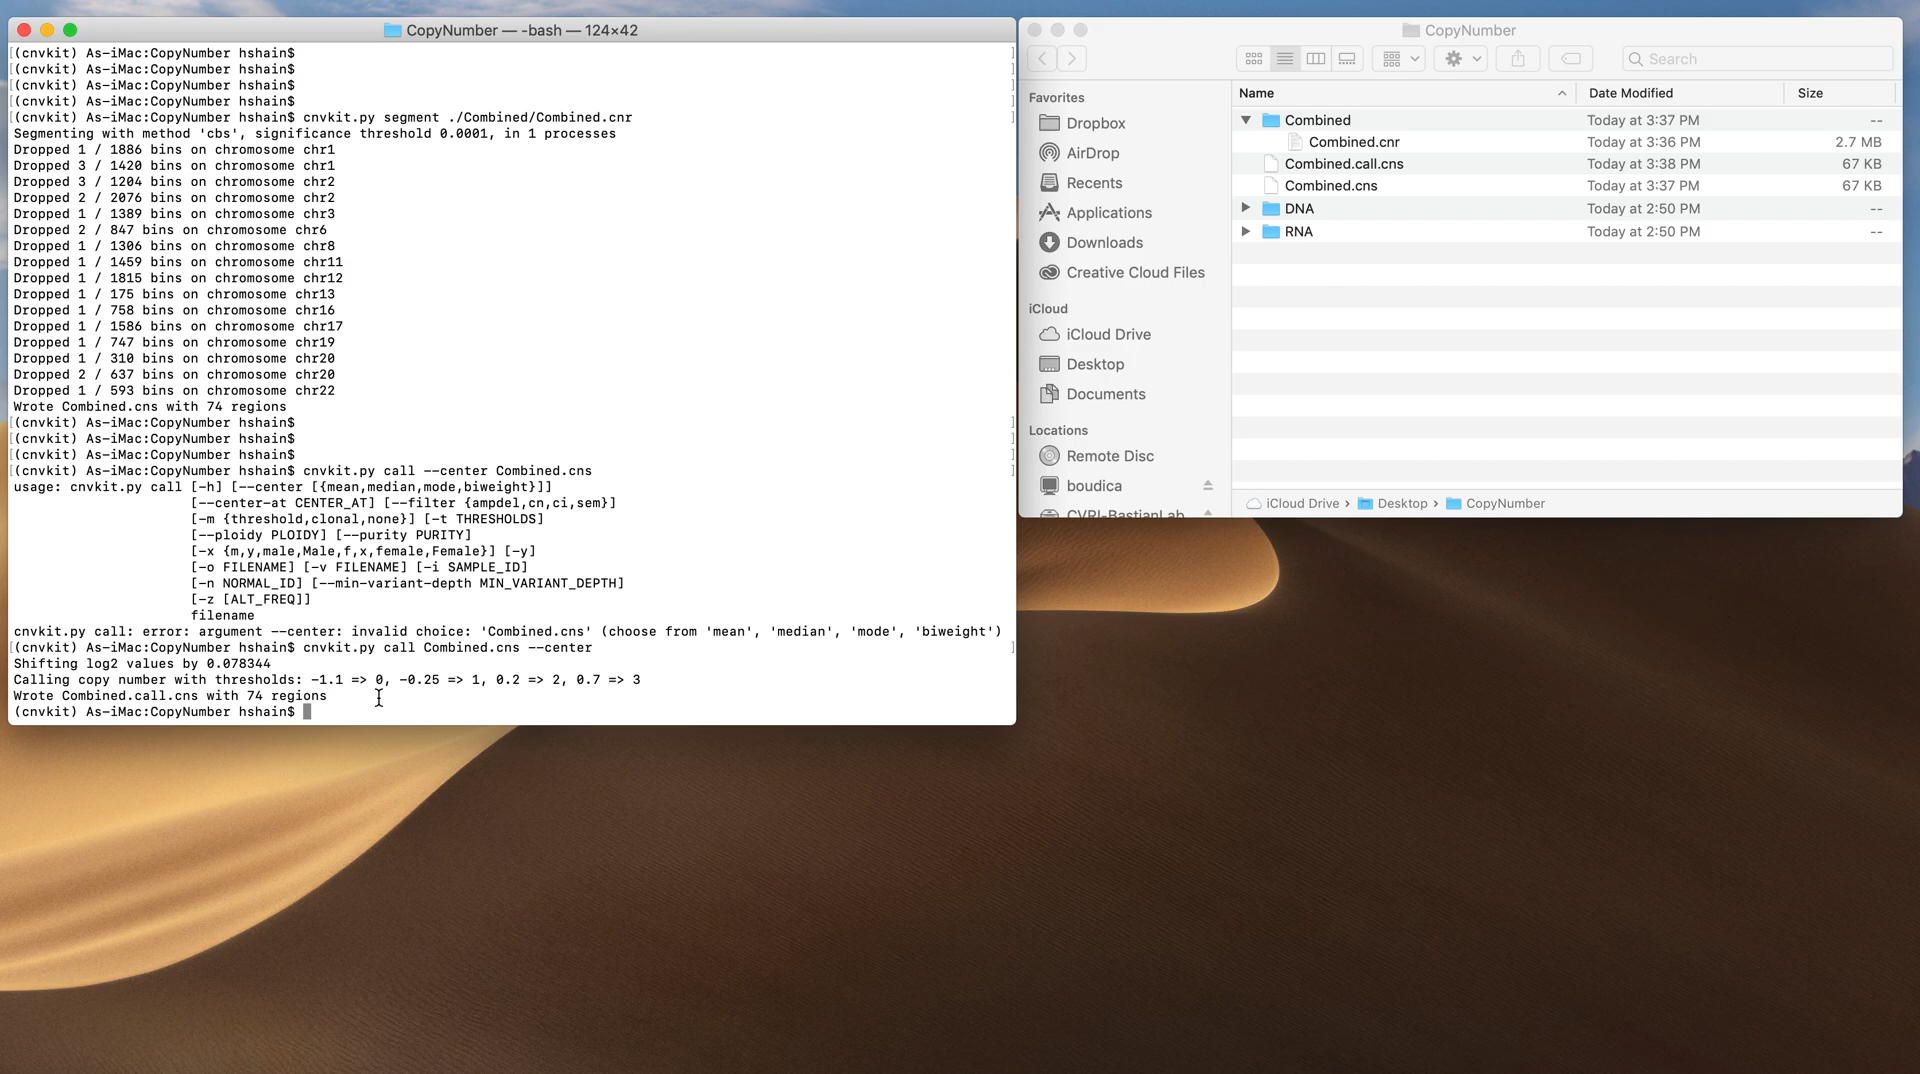 CopyNumber — -bash — 124×42
[(cnvkit) As-iMac:CopyNumber hshain$ ]
[(cnvkit) As-iMac:CopyNumber hshain$ ]
[(cnvkit) As-iMac:CopyNumber hshain$ ]
[(cnvkit) As-iMac:CopyNumber hshain$ ]
[(cnvkit) As-iMac:CopyNumber hshain$ cnvkit.py segment ./Combined/Combined.cnr ]
Segmenting with method 'cbs', significance threshold 0.0001, in 1 processes
Dropped 1 / 1886 bins on chromosome chr1
Dropped 3 / 1420 bins on chromosome chr1
Dropped 3 / 1204 bins on chromosome chr2
Dropped 2 / 2076 bins on chromosome chr2
Dropped 1 / 1389 bins on chromosome chr3
Dropped 2 / 847 bins on chromosome chr6
Dropped 1 / 1306 bins on chromosome chr8
Dropped 1 / 1459 bins on chromosome chr11
Dropped 1 / 1815 bins on chromosome chr12
Dropped 1 / 175 bins on chromosome chr13
Dropped 1 / 758 bins on chromosome chr16
Dropped 1 / 1586 bins on chromosome chr17
Dropped 1 / 747 bins on chromosome chr19
Dropped 1 / 310 bins on chromosome chr20
Dropped 2 / 637 bins on chromosome chr20
Dropped 1 / 593 bins on chromosome chr22
Wrote Combined.cns with 74 regions
[(cnvkit) As-iMac:CopyNumber hshain$ ]
[(cnvkit) As-iMac:CopyNumber hshain$ ]
[(cnvkit) As-iMac:CopyNumber hshain$ ]
[(cnvkit) As-iMac:CopyNumber hshain$ cnvkit.py call --center Combined.cns ]
usage: cnvkit.py call [-h] [--center [{mean,median,mode,biweight}]]
[--center-at CENTER_AT] [--filter {ampdel,cn,ci,sem}]
[-m {threshold,clonal,none}] [-t THRESHOLDS]
[--ploidy PLOIDY] [--purity PURITY]
[-x {m,y,male,Male,f,x,female,Female}] [-y]
[-o FILENAME] [-v FILENAME] [-i SAMPLE_ID]
[-n NORMAL_ID] [--min-variant-depth MIN_VARIANT_DEPTH]
[-z [ALT_FREQ]]
filename
cnvkit.py call: error: argument --center: invalid choice: 'Combined.cns' (choose from 'mean', 'median', 'mode', 'biweight')
[(cnvkit) As-iMac:CopyNumber hshain$ cnvkit.py call Combined.cns --center ]
Shifting log2 values by 0.078344
Calling copy number with thresholds: -1.1 => 0, -0.25 => 1, 0.2 => 2, 0.7 => 3
Wrote Combined.call.cns with 74 regions
(cnvkit) As-iMac:CopyNumber hshain$
CopyNumber
Search
Favorites
Dropbox
AirDrop
Recents
Applications
Downloads
Creative Cloud Files
iCloud
iCloud Drive
Desktop
Documents
Locations
Remote Disc
boudica
CVRI-BastianLab
Name Date Modified Size
Combined Today at 3:37 PM --
Combined.cnr Today at 3:36 PM 2.7 MB
Combined.call.cns Today at 3:38 PM 67 KB
Combined.cns Today at 3:37 PM 67 KB
DNA Today at 2:50 PM --
RNA Today at 2:50 PM --
iCloud Drive › Desktop › CopyNumber